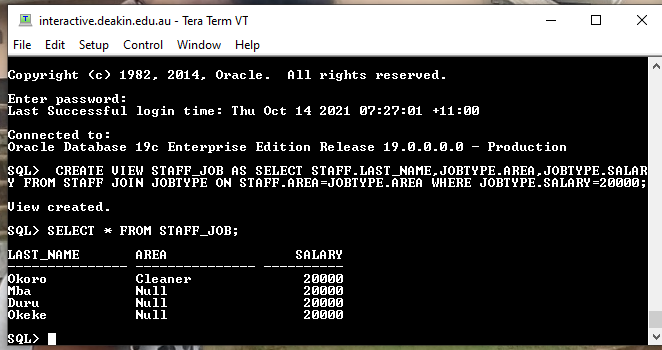 interactive.deakin.edu.au - Tera Term VT
File Edit Setup Control Window Help
Copyright (c) 1982, 2014, Oracle.  All rights reserved.
Enter password:
Last Successful login time: Thu Oct 14 2021 07:27:01 +11:00
Connected to:
Oracle Database 19c Enterprise Edition Release 19.0.0.0.0 - Production
SQL>  CREATE VIEW STAFF_JOB AS SELECT STAFF.LAST_NAME,JOBTYPE.AREA,JOBTYPE.SALAR
Y FROM STAFF JOIN JOBTYPE ON STAFF.AREA=JOBTYPE.AREA WHERE JOBTYPE.SALARY=20000;
View created.
SQL> SELECT * FROM STAFF_JOB;
LAST_NAME       AREA                SALARY
--------------- --------------- ----------
Okoro           Cleaner              20000
Mba             Null                 20000
Duru            Null                 20000
Okeke           Null                 20000
SQL>